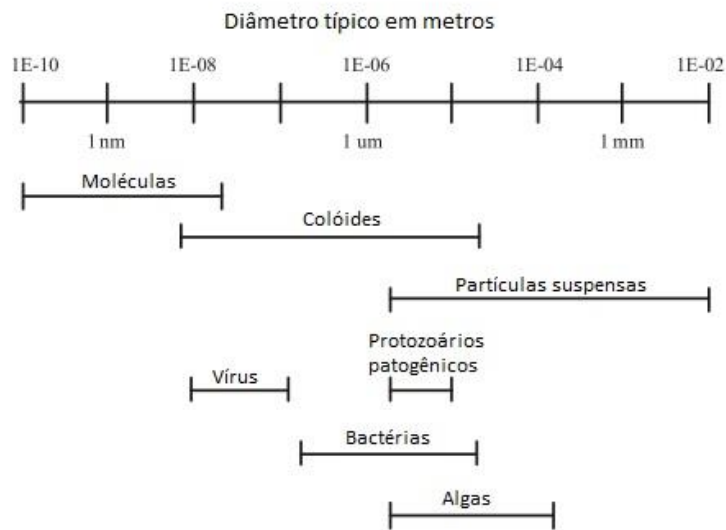 Diâmetro típico em metros
1E-10 1E-08 1E-06 1E-04 1E-02
1 nm 1 um 1 mm
Moléculas
Colóides
Partículas suspensas
Protozoários
patogênicos
Vírus
Bactérias
Algas